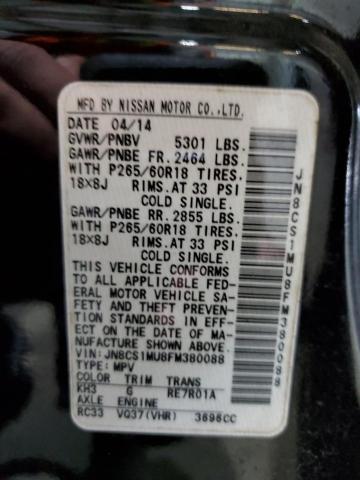 MFD BY NISSAN MOTOR CO.,LTD.
DATE 04/14
GVWR/PNBV 5301 LBS.
GAWR/PNBE FR. 2464 LBS.
WITH P265/60R18 TIRES.
18X8J RIMS.AT 33 PSI
COLD SINGLE.
GAWR/PNBE RR. 2855 LBS.
WITH P265/60R18 TIRES.
18X8J RIMS.AT 33 PSI
COLD SINGLE.
THIS VEHICLE CONFORMS
TO ALL APPLICABLE FED-
ERAL MOTOR VEHICLE SA-
FETY AND THEFT PREVEN-
TION STANDARDS IN EFF-
ECT ON THE DATE OF MA-
NUFACTURE SHOWN ABOVE.
VIN:JN8CS1MU8FM380088
TYPE: MPV
COLOR TRIM TRANS
KH3 G RE7R01A
AXLE ENGINE
RC33 VQ37(VHR) 3696CC
JN8CS1MU8FM380088